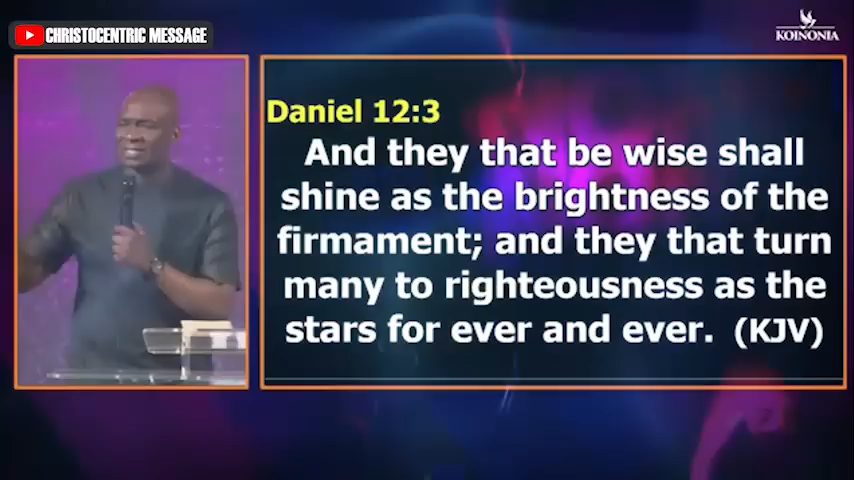 CHRISTOCENTRIC MESSAGE
KOINONIA
Daniel 12:3
And they that be wise shall
shine as the brightness of the
firmament; and they that turn
many to righteousness as the
stars for ever and ever. (KJV)